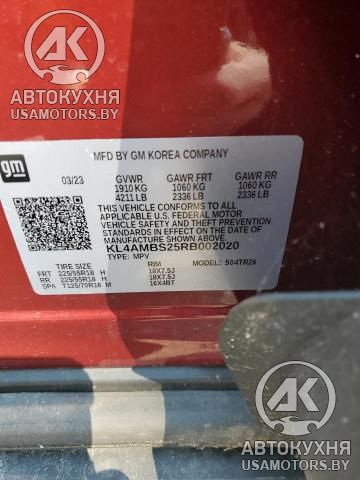 АК
АВТОКУХНЯ
USAMOTORS.BY
gm
MFD BY GM KOREA COMPANY
03/23 GVWR GAWR FRT GAWR RR
1910 KG 1060 KG 1060 KG
4211 LB 2336 LB 2336 LB
THIS VEHICLE CONFORMS TO ALL
APPLICABLE U.S. FEDERAL MOTOR
VEHICLE SAFETY AND THEFT PREVENTION
STANDARDS IN EFFECT ON THE DATE OF
MANUFACTURE SHOWN ABOVE.
KL4AMBS25RB002020
TYPE: MPV MODEL: 504TR26
RIM
FRT 225/55R18 H 18X7.5J
RR 225/55R18 H 18X7.5J
SPA T125/70R16 M 16X4BT
АК
АВТОКУХНЯ
USAMOTORS.BY